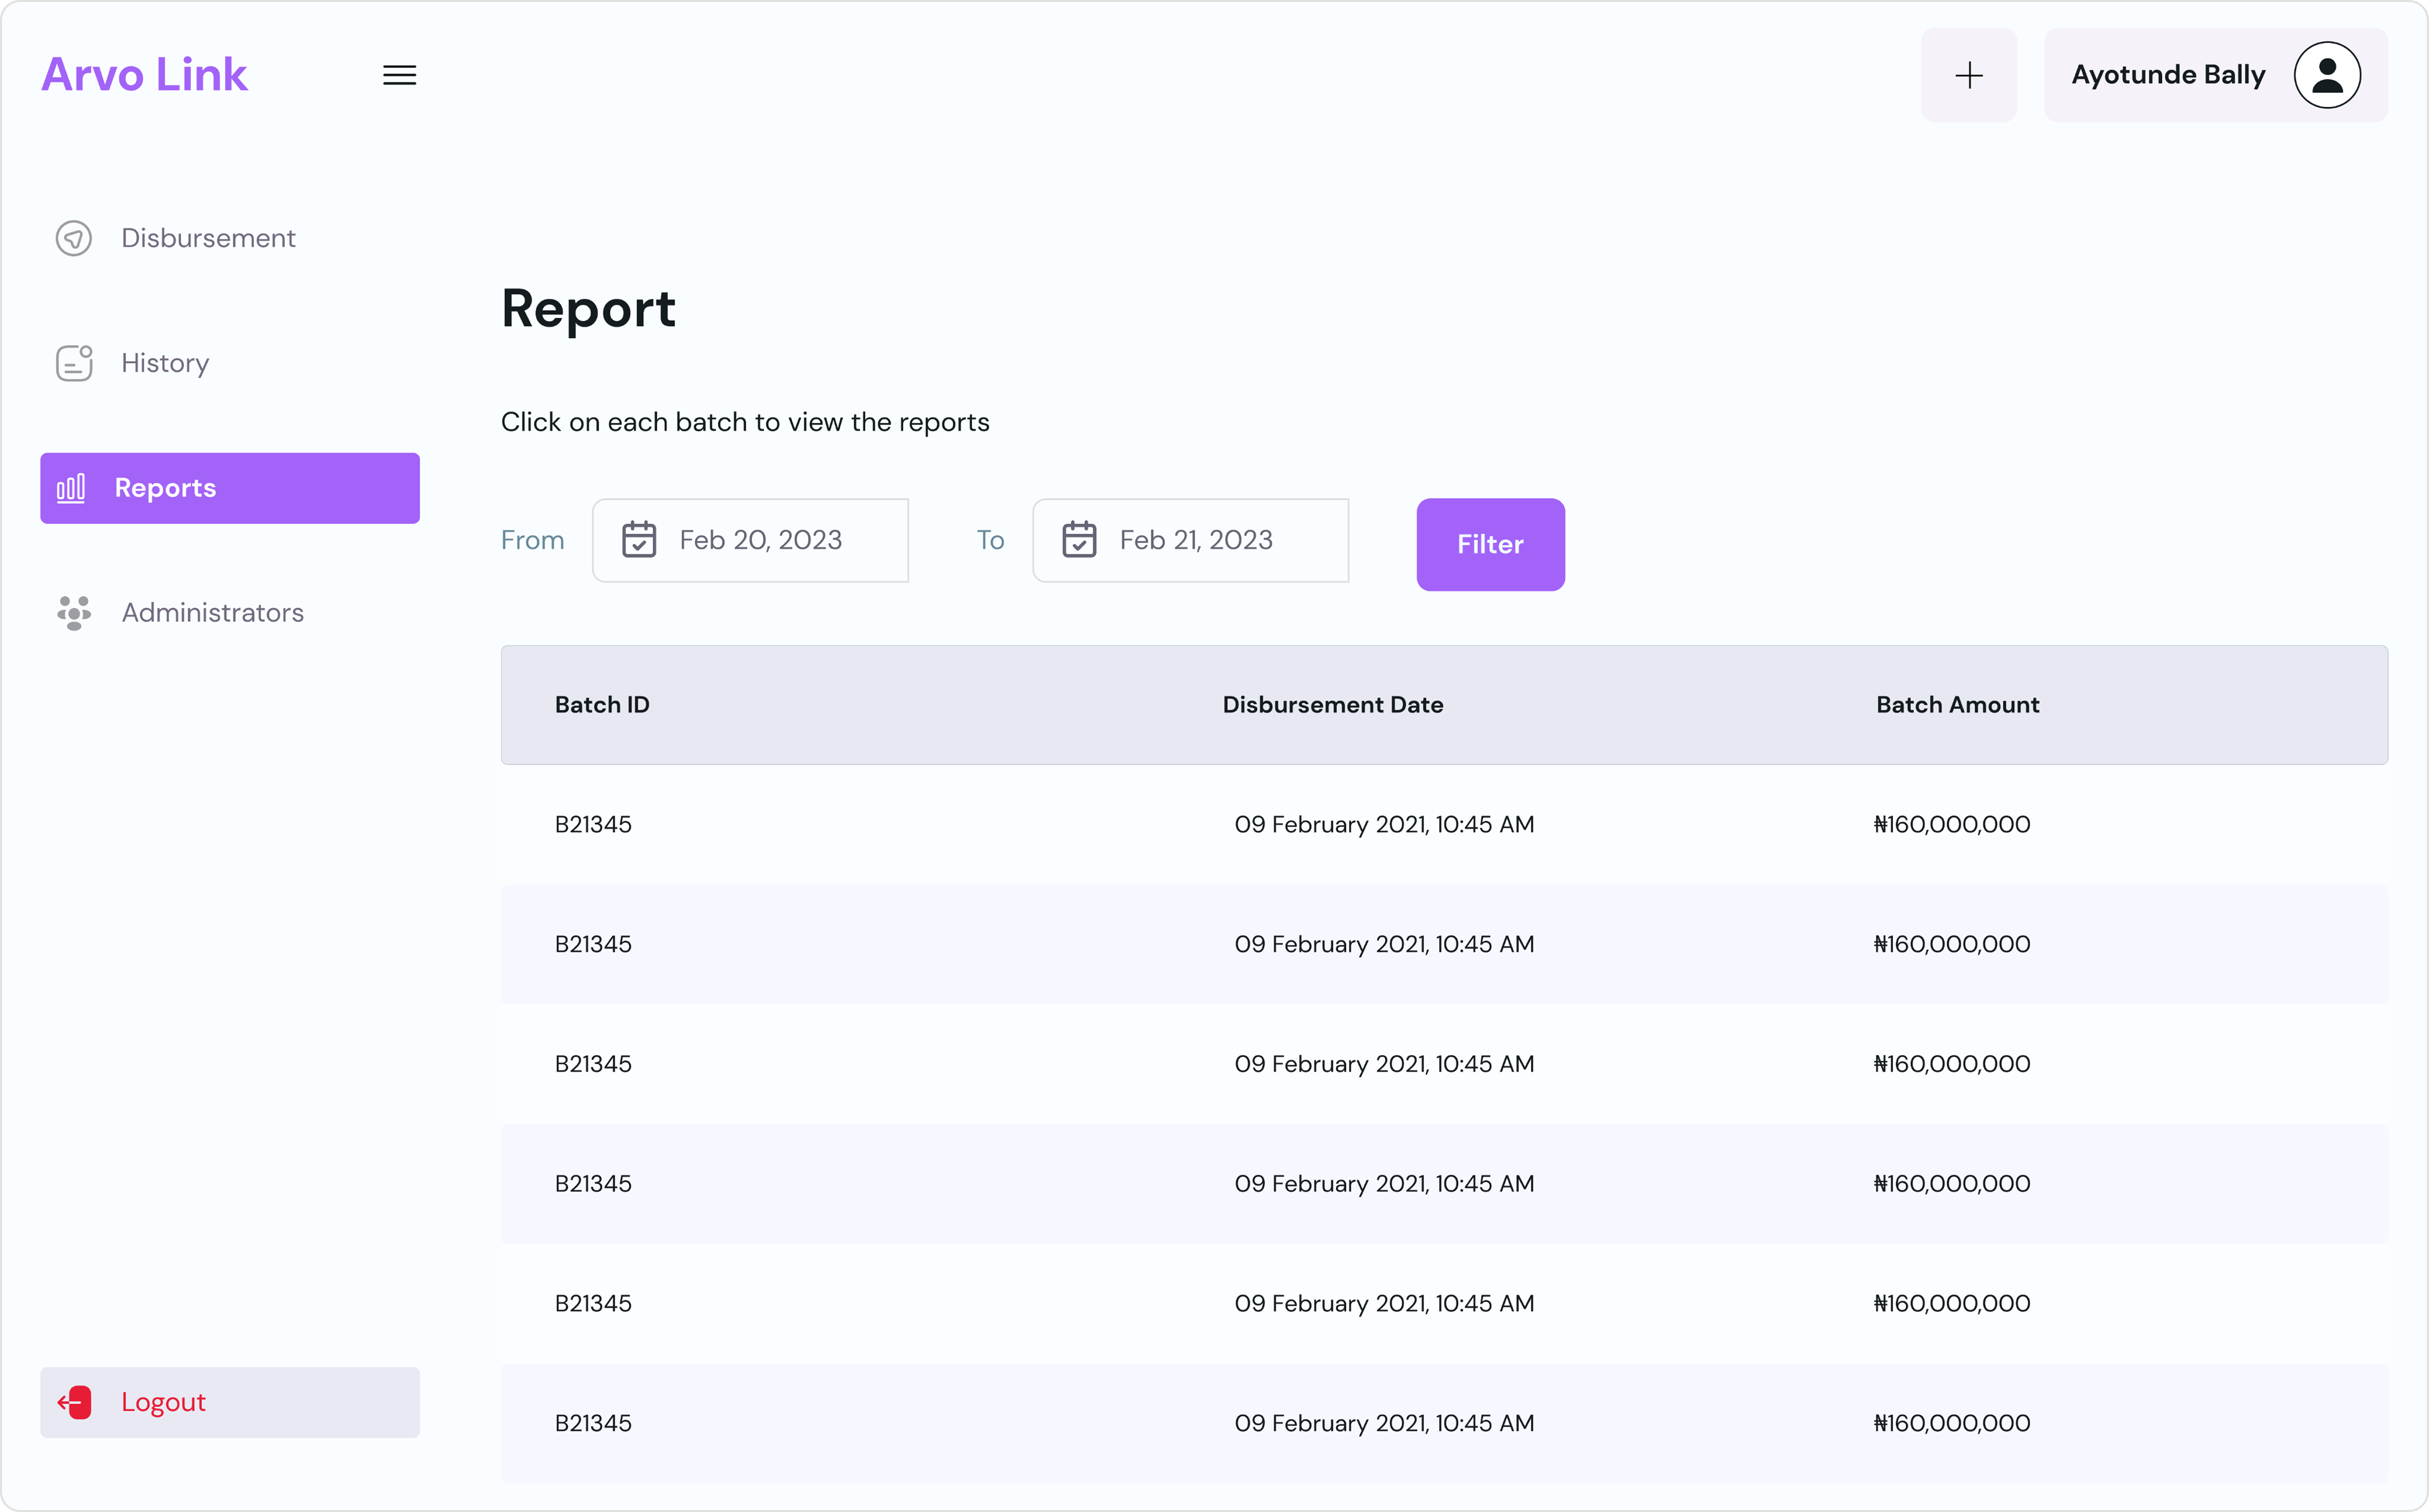 Arvo Link
Ayotunde Bally
Disbursement
History
Reports
Administrators
Logout
Report
Click on each batch to view the reports
From Feb 20, 2023 To Feb 21, 2023 Filter
Batch ID Disbursement Date Batch Amount
B21345 09 February 2021, 10:45 AM ₦160,000,000
B21345 09 February 2021, 10:45 AM ₦160,000,000
B21345 09 February 2021, 10:45 AM ₦160,000,000
B21345 09 February 2021, 10:45 AM ₦160,000,000
B21345 09 February 2021, 10:45 AM ₦160,000,000
B21345 09 February 2021, 10:45 AM ₦160,000,000